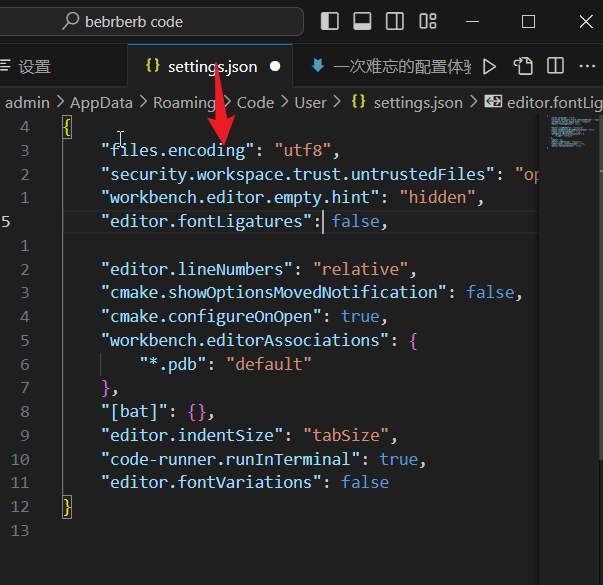 bebrberb code
设置
{} settings.json
一次难忘的配置体验
admin > AppData > Roaming > Code > User > {} settings.json > editor.fontLig
4 {
3 "files.encoding": "utf8",
2 "security.workspace.trust.untrustedFiles": "op
1 "workbench.editor.empty.hint": "hidden",
5 "editor.fontLigatures": false,
1
2 "editor.lineNumbers": "relative",
3 "cmake.showOptionsMovedNotification": false,
4 "cmake.configureOnOpen": true,
5 "workbench.editorAssociations": {
6 "*.pdb": "default"
7 },
8 "[bat]": {},
9 "editor.indentSize": "tabSize",
10 "code-runner.runInTerminal": true,
11 "editor.fontVariations": false
12 }
13